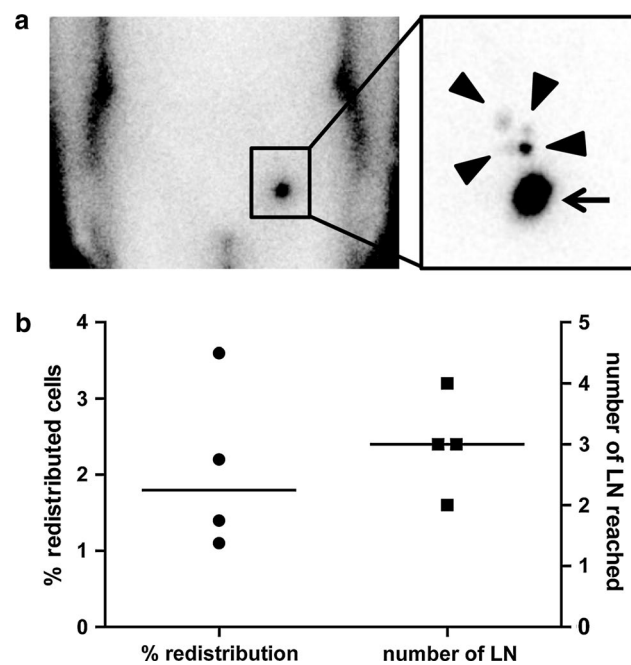 a
b
% redistributed cells
4
3
2
1
0
5
4
3
2
1
0
number of LN reached
% redistribution
number of LN